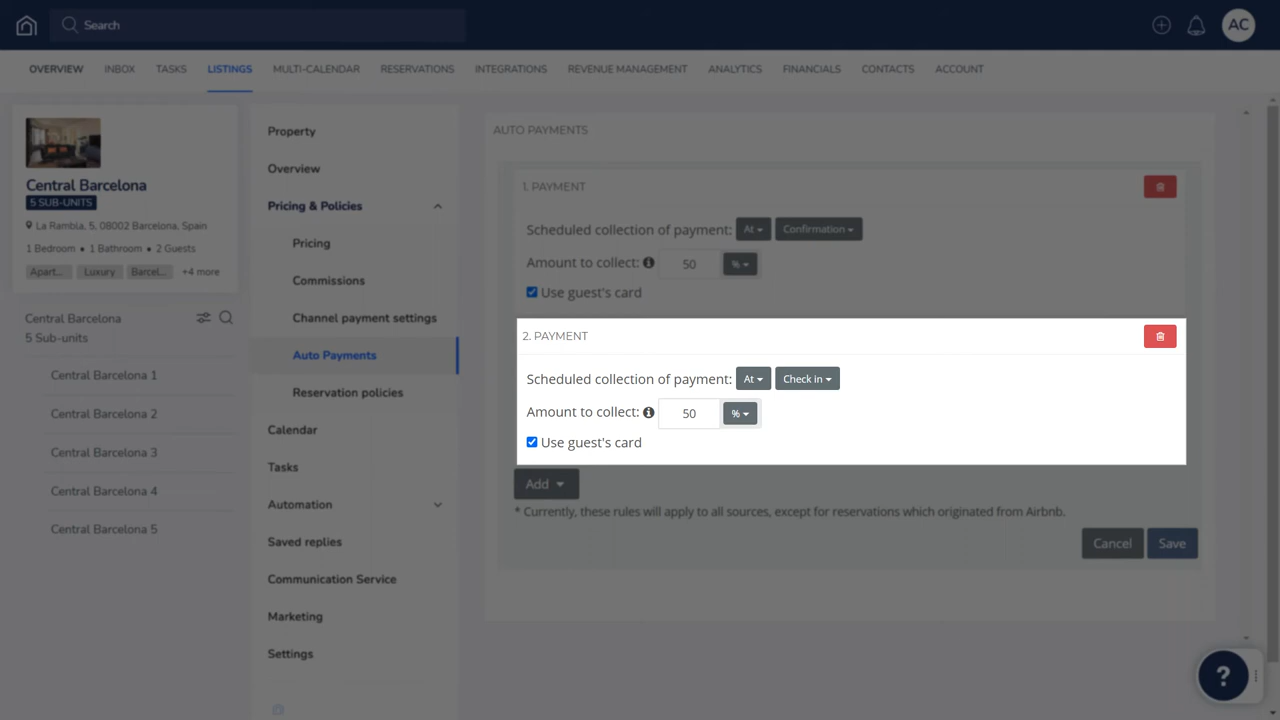 Search
AC
OVERVIEW INBOX TASKS LISTINGS MULTI-CALENDAR RESERVATIONS INTEGRATIONS REVENUE MANAGEMENT ANALYTICS FINANCIALS CONTACTS ACCOUNT
Central Barcelona
5 SUB-UNITS
La Rambla, 5, 08002 Barcelona, Spain
1 Bedroom • 1 Bathroom • 2 Guests
Apart... Luxury Barcel... +4 more
Central Barcelona
5 Sub-units
Central Barcelona 1
Central Barcelona 2
Central Barcelona 3
Central Barcelona 4
Central Barcelona 5
Property
Overview
Pricing & Policies
Pricing
Commissions
Channel payment settings
Auto Payments
Reservation policies
Calendar
Tasks
Automation
Saved replies
Communication Service
Marketing
Settings
AUTO PAYMENTS
1. PAYMENT
Scheduled collection of payment: At Confirmation
Amount to collect: 50 %
Use guest's card
2. PAYMENT
Scheduled collection of payment: At Check in
Amount to collect: 50 %
Use guest's card
Add
* Currently, these rules will apply to all sources, except for reservations which originated from Airbnb.
Cancel Save
?